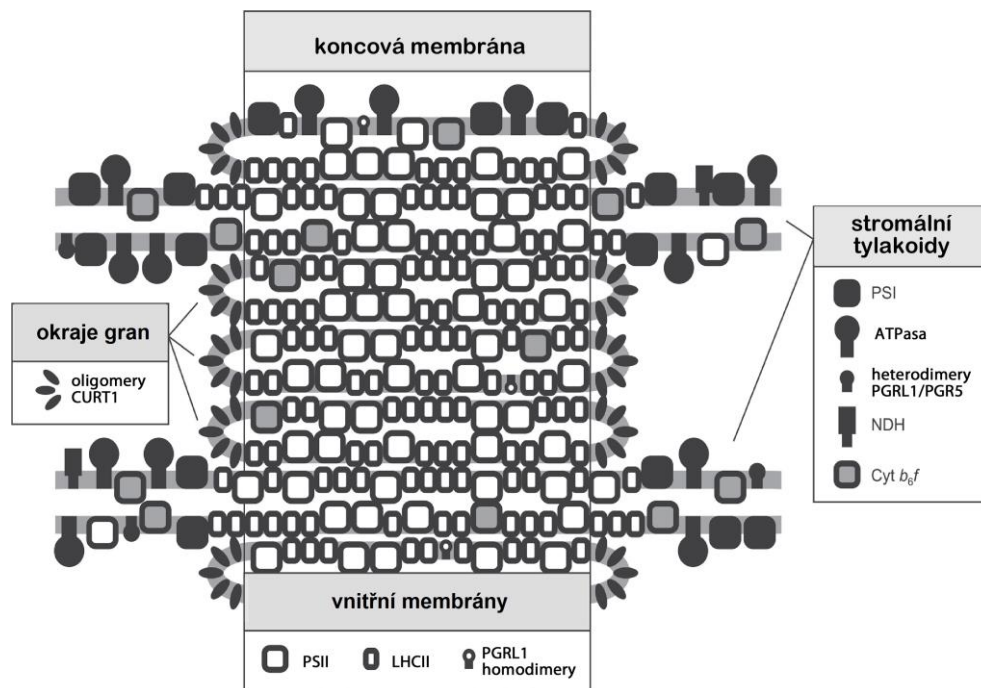 koncová membrána
stromální
tylakoidy
PSI
ATPasa
heterodimery
PGRL1/PGR5
NDH
Cyt b₆f
okraje gran
oligomery
CURT1
vnitřní membrány
PSII
LHCII
PGRL1
homodimery